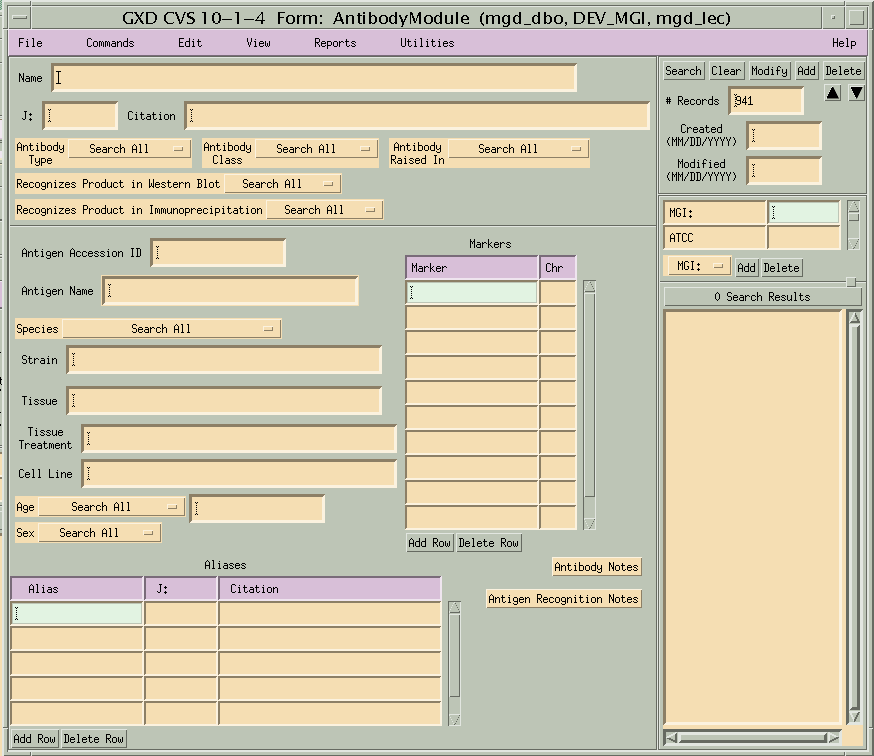 GXD CVS 10-1-4 Form: AntibodyModule (mgd_dbo, DEV_MGI, mgd_lec)
File Commands Edit View Reports Utilities Help
Name
J: Citation
Antibody Type Search All Antibody Class Search All Antibody Raised In Search All
Recognizes Product in Western Blot Search All
Recognizes Product in Immunoprecipitation Search All
Search Clear Modify Add Delete
# Records 941
Created
(MM/DD/YYYY)
Modified
(MM/DD/YYYY)
MGI:
ATCC
MGI: Add Delete
0 Search Results
Antigen Accession ID
Antigen Name
Species Search All
Strain
Tissue
Tissue
Treatment
Cell Line
Age Search All
Sex Search All
Markers
Marker Chr
Add Row Delete Row
Antibody Notes
Antigen Recognition Notes
Aliases
Alias J: Citation
Add Row Delete Row